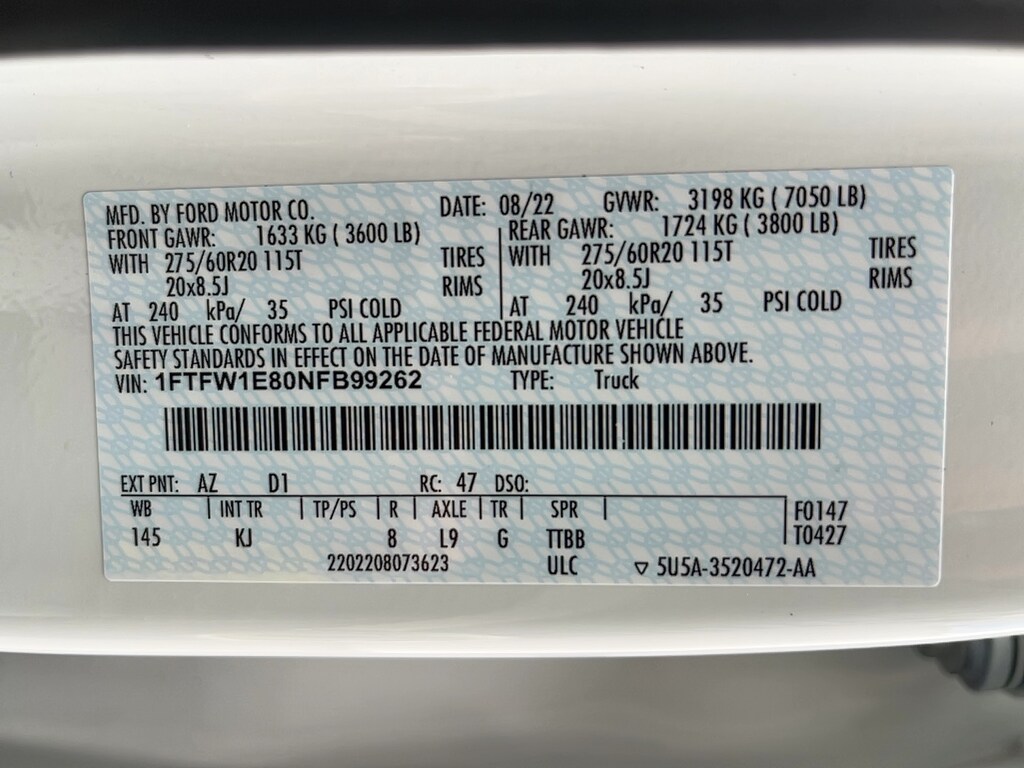 MFD. BY FORD MOTOR CO. DATE: 08/22 GVWR: 3198 KG ( 7050 LB)
FRONT GAWR: 1633 KG ( 3600 LB) REAR GAWR: 1724 KG ( 3800 LB)
WITH 275/60R20 115T TIRES WITH 275/60R20 115T TIRES
20x8.5J RIMS 20x8.5J RIMS
AT 240 kPa/ 35 PSI COLD AT 240 kPa/ 35 PSI COLD
THIS VEHICLE CONFORMS TO ALL APPLICABLE FEDERAL MOTOR VEHICLE
SAFETY STANDARDS IN EFFECT ON THE DATE OF MANUFACTURE SHOWN ABOVE.
VIN: 1FTFW1E80NFB99262 TYPE: Truck
EXT PNT: AZ D1 RC: 47 DSO:
WB INT TR TP/PS R AXLE TR SPR F0147
145 KJ 8 L9 G TTBB T0427
2202208073623 ULC ▽ 5U5A-3520472-AA